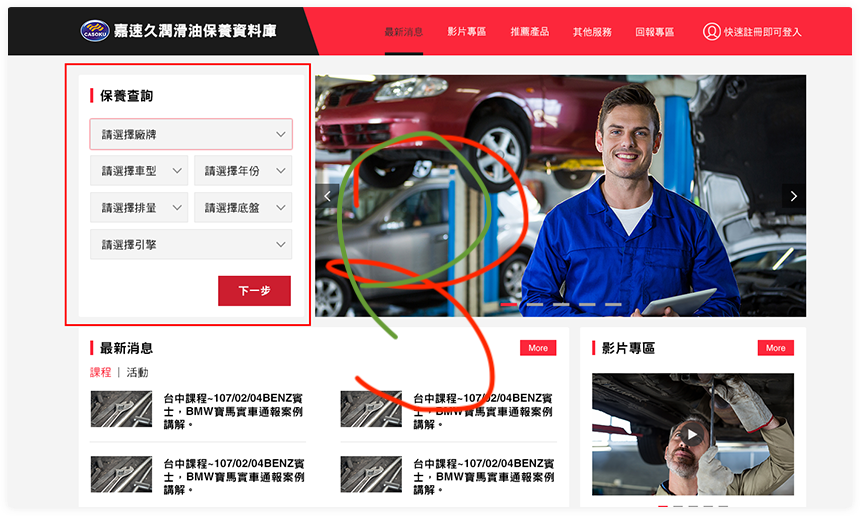 CASOKU
嘉速久潤滑油保養資料庫
最新消息
影片專區
推薦產品
其他服務
回報專區
快速註冊即可登入
保養查詢
請選擇廠牌
請選擇車型
請選擇年份
請選擇排量
請選擇底盤
請選擇引擎
下一步
最新消息
More
課程 | 活動
台中課程~107/02/04BENZ賓
士，BMW寶馬實車通報案例
講解。
台中課程~107/02/04BENZ賓
士，BMW寶馬實車通報案例
講解。
台中課程~107/02/04BENZ賓
士，BMW寶馬實車通報案例
講解。
台中課程~107/02/04BENZ賓
士，BMW寶馬實車通報案例
講解。
影片專區
More